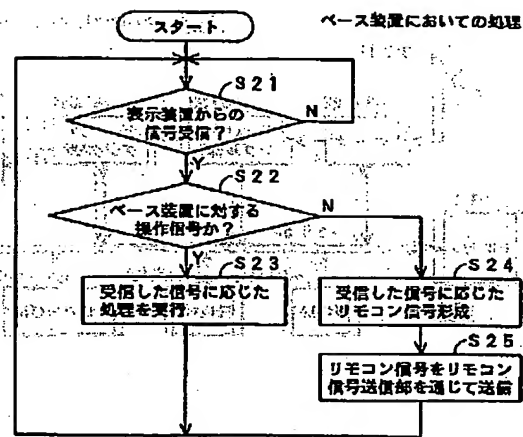 ベース装置においての処理
スタート
S21
表示装置からの
信号受信?
N
Y
S22
ベース装置に対する
操作信号か?
N
Y
S23
受信した信号に応じた
処理を実行
S24
受信した信号に応じた
リモコン信号形成
S25
リモコン信号をリモコン
信号送信部を通じて送信